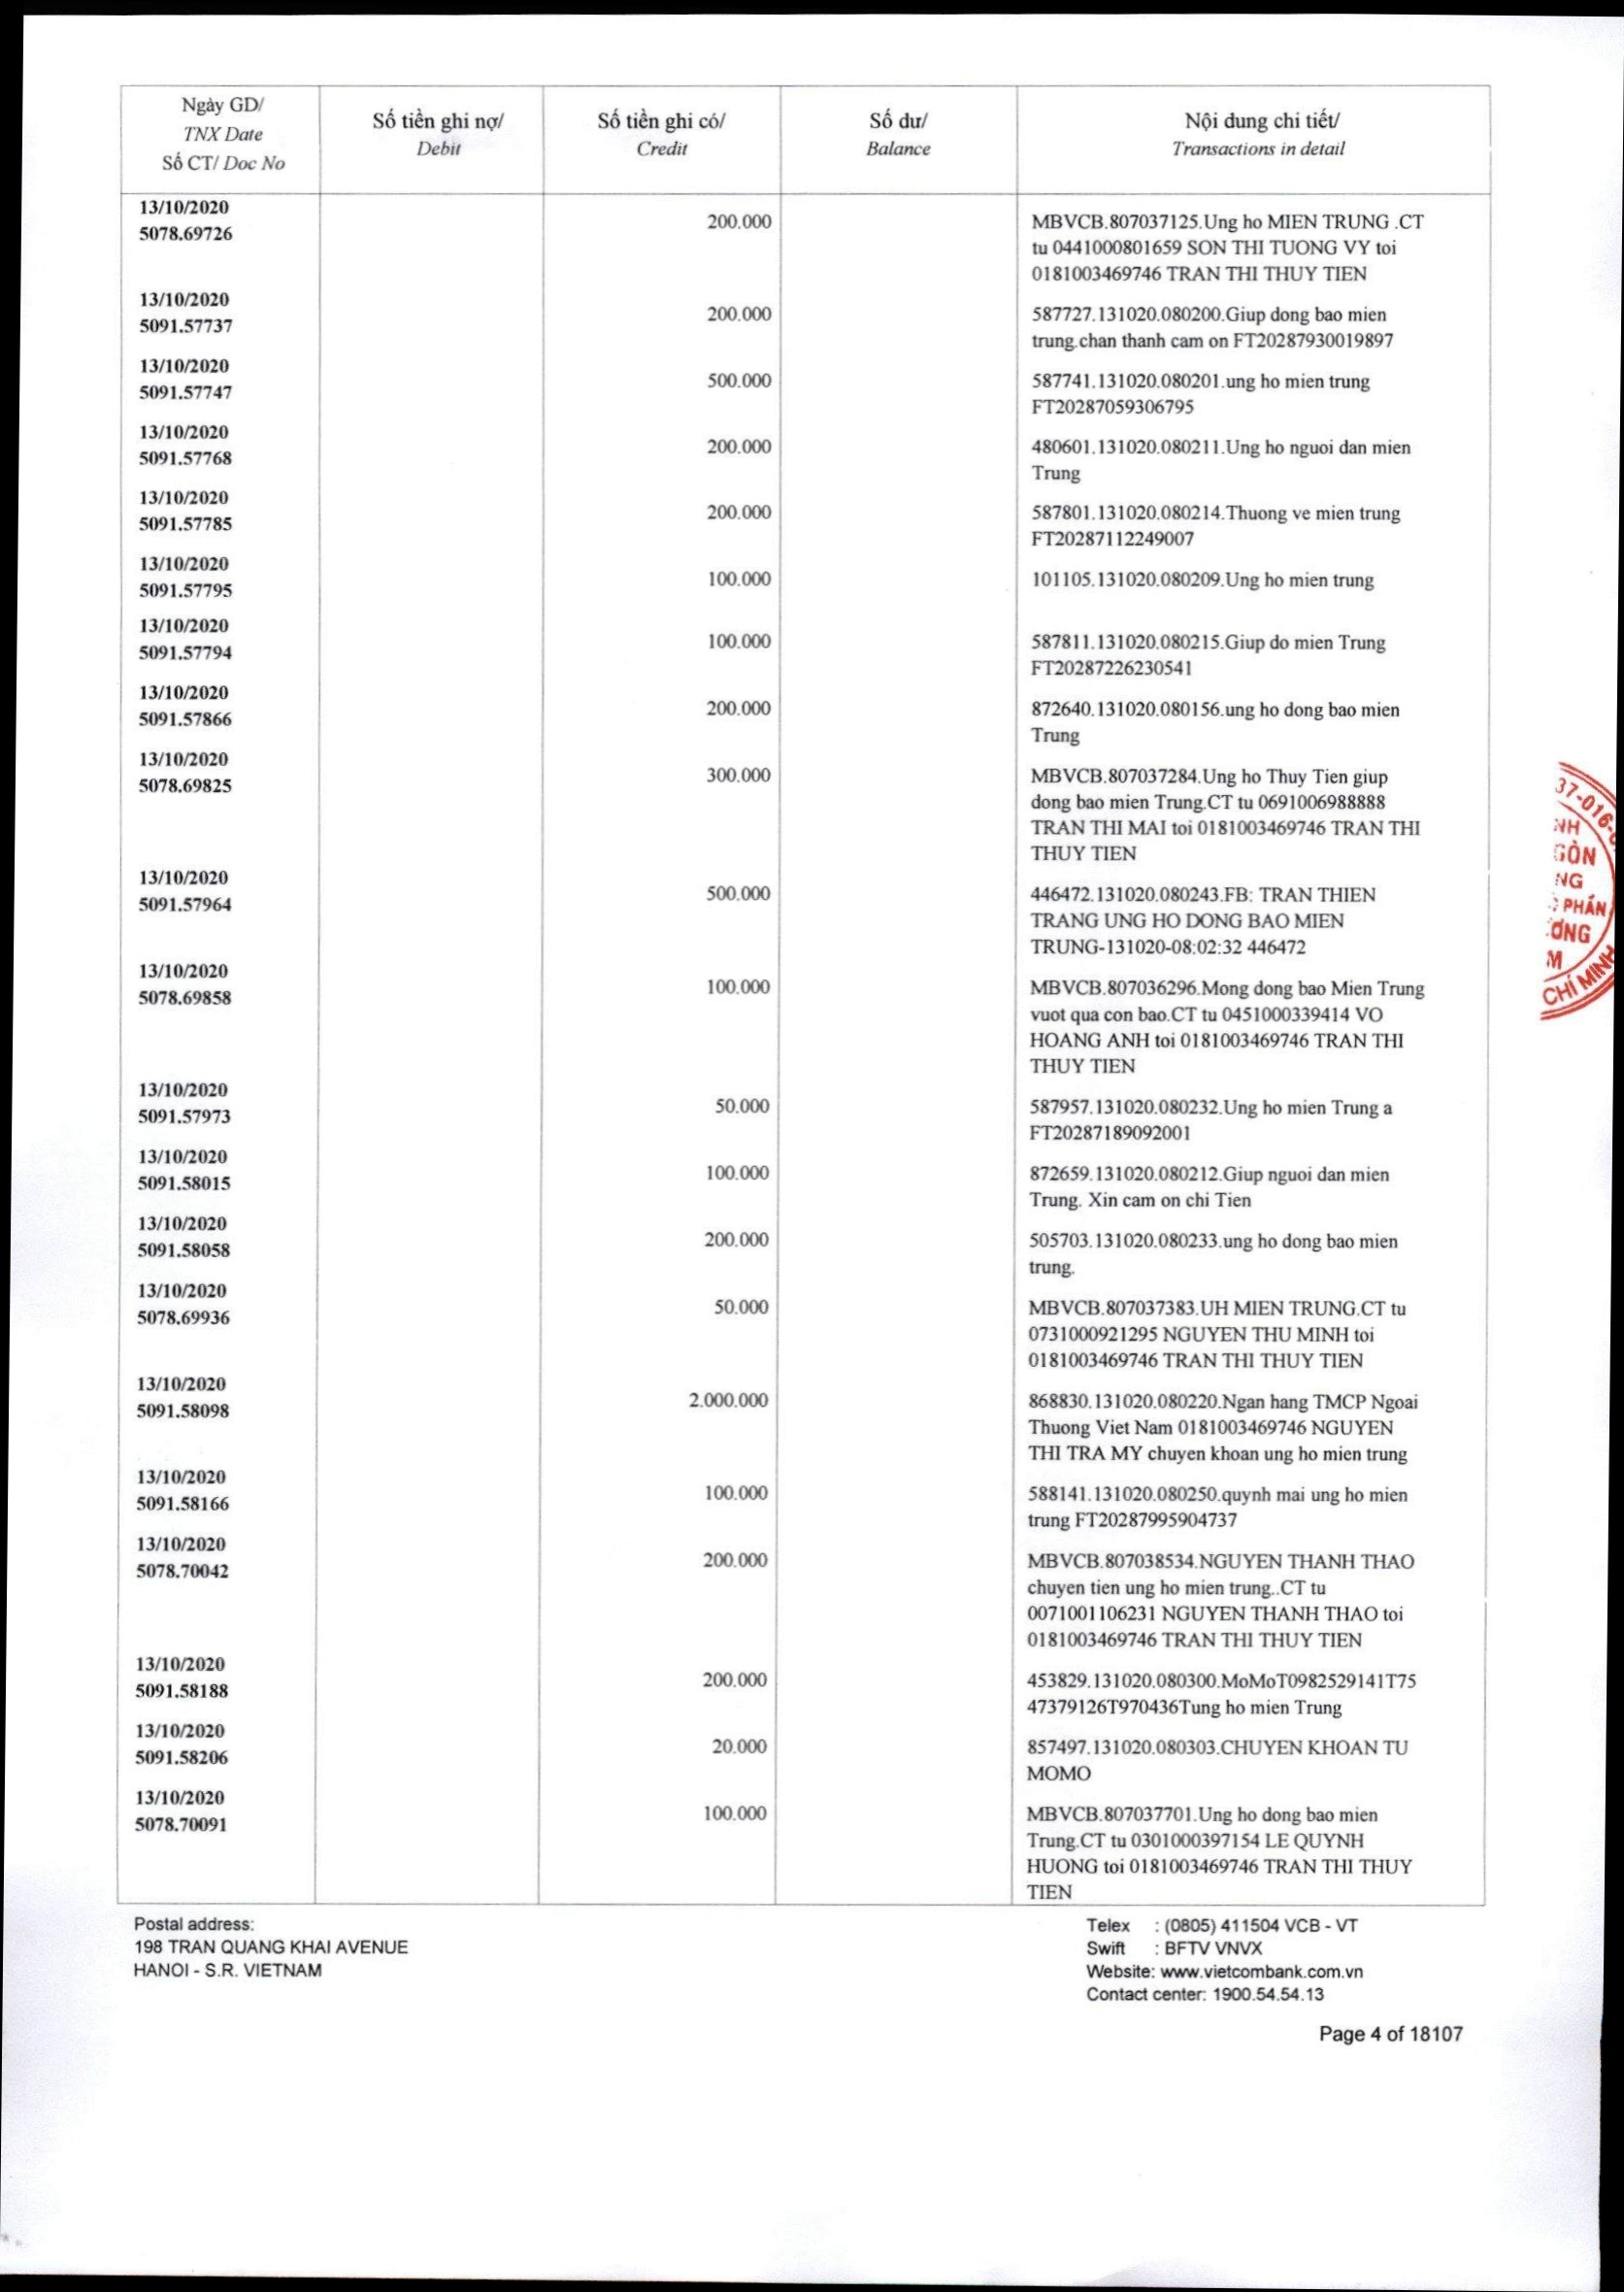 Ngày GD/
TNX Date
Số CT/ Doc No
Số tiền ghi nợ/
Debit
Số tiền ghi có/
Credit
Số dư/
Balance
Nội dung chi tiết/
Transactions in detail
13/10/2020
5078.69726
200.000
MBVCB.807037125.Ung ho MIEN TRUNG .CT
tu 0441000801659 SON THI TUONG VY toi
0181003469746 TRAN THI THUY TIEN
13/10/2020
5091.57737
200.000
587727.131020.080200.Giup dong bao mien
trung.chan thanh cam on FT20287930019897
13/10/2020
5091.57747
500.000
587741.131020.080201.ung ho mien trung
FT20287059306795
13/10/2020
5091.57768
200.000
480601.131020.080211.Ung ho nguoi dan mien
Trung
13/10/2020
5091.57785
200.000
587801.131020.080214.Thuong ve mien trung
FT20287112249007
13/10/2020
5091.57795
100.000
101105.131020.080209.Ung ho mien trung
13/10/2020
5091.57794
100.000
587811.131020.080215.Giup do mien Trung
FT20287226230541
13/10/2020
5091.57866
200.000
872640.131020.080156.ung ho dong bao mien
Trung
13/10/2020
5078.69825
300.000
MBVCB.807037284.Ung ho Thuy Tien giup
dong bao mien Trung.CT tu 0691006988888
TRAN THI MAI toi 0181003469746 TRAN THI
THUY TIEN
13/10/2020
5091.57964
500.000
446472.131020.080243.FB: TRAN THIEN
TRANG UNG HO DONG BAO MIEN
TRUNG-131020-08:02:32 446472
13/10/2020
5078.69858
100.000
MBVCB.807036296.Mong dong bao Mien Trung
vuot qua con bao.CT tu 0451000339414 VO
HOANG ANH toi 0181003469746 TRAN THI
THUY TIEN
13/10/2020
5091.57973
50.000
587957.131020.080232.Ung ho mien Trung a
FT20287189092001
13/10/2020
5091.58015
100.000
872659.131020.080212.Giup nguoi dan mien
Trung. Xin cam on chi Tien
13/10/2020
5091.58058
200.000
505703.131020.080233.ung ho dong bao mien
trung.
13/10/2020
5078.69936
50.000
MBVCB.807037383.UH MIEN TRUNG.CT tu
0731000921295 NGUYEN THU MINH toi
0181003469746 TRAN THI THUY TIEN
13/10/2020
5091.58098
2.000.000
868830.131020.080220.Ngan hang TMCP Ngoai
Thuong Viet Nam 0181003469746 NGUYEN
THI TRA MY chuyen khoan ung ho mien trung
13/10/2020
5091.58166
100.000
588141.131020.080250.quynh mai ung ho mien
trung FT20287995904737
13/10/2020
5078.70042
200.000
MBVCB.807038534.NGUYEN THANH THAO
chuyen tien ung ho mien trung..CT tu
0071001106231 NGUYEN THANH THAO toi
0181003469746 TRAN THI THUY TIEN
13/10/2020
5091.58188
200.000
453829.131020.080300.MoMoT0982529141T75
47379126T970436Tung ho mien Trung
13/10/2020
5091.58206
20.000
857497.131020.080303.CHUYEN KHOAN TU
MOMO
13/10/2020
5078.70091
100.000
MBVCB.807037701.Ung ho dong bao mien
Trung.CT tu 0301000397154 LE QUYNH
HUONG toi 0181003469746 TRAN THI THUY
TIEN
37-016-
NH
GÒN
NG
PHẦN
ƠNG
M
CHÍ MINH
Postal address:
198 TRAN QUANG KHAI AVENUE
HANOI - S.R. VIETNAM
Telex : (0805) 411504 VCB - VT
Swift : BFTV VNVX
Website: www.vietcombank.com.vn
Contact center: 1900.54.54.13
Page 4 of 18107